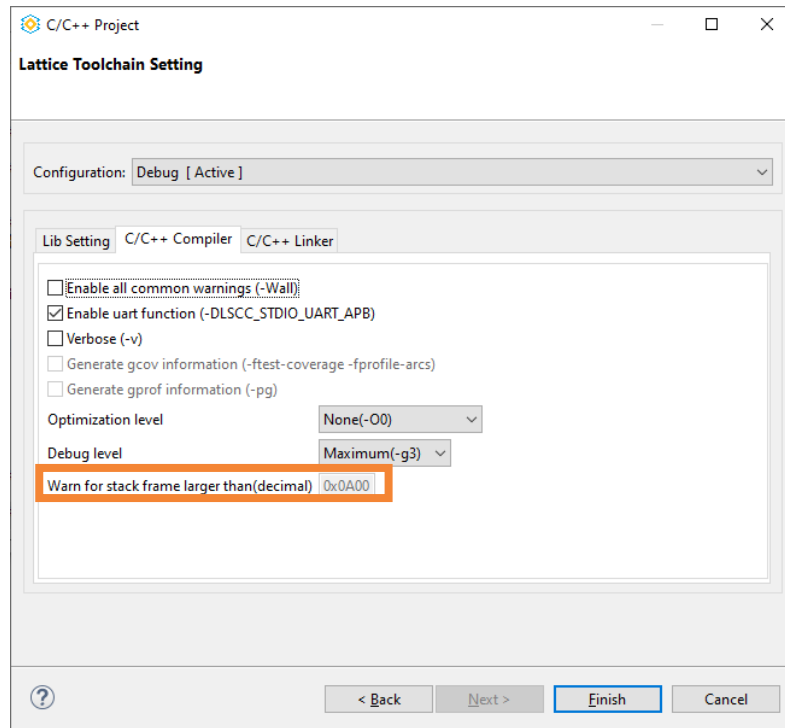 C/C++ Project
Lattice Toolchain Setting
Configuration: Debug [ Active ]
Lib Setting C/C++ Compiler C/C++ Linker
Enable all common warnings (-Wall)
Enable uart function (-DLSCC_STDIO_UART_APB)
Verbose (-v)
Generate gcov information (-ftest-coverage -fprofile-arcs)
Generate gprof information (-pg)
Optimization level None(-O0)
Debug level Maximum(-g3)
Warn for stack frame larger than(decimal) 0x0A00
? < Back Next > Finish Cancel